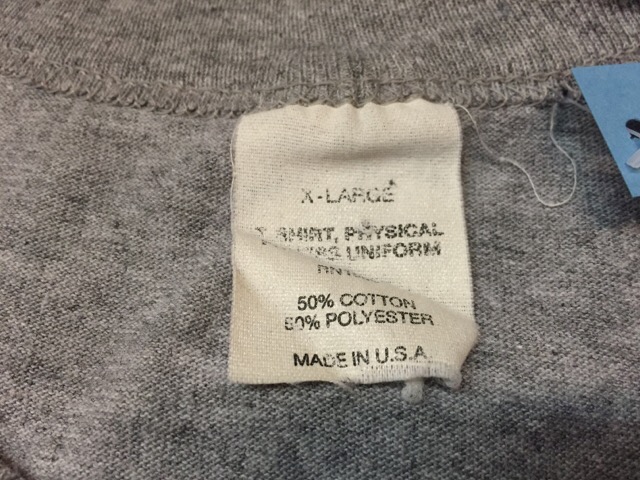 X-LARGE
T-SHIRT, PHYSICAL
UNIFORM
50% COTTON
50% POLYESTER
MADE IN U.S.A.